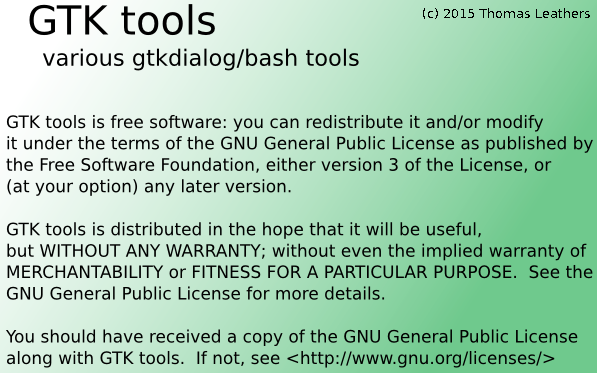 GTK tools
(c) 2015 Thomas Leathers
various gtkdialog/bash tools
GTK tools is free software: you can redistribute it and/or modify
it under the terms of the GNU General Public License as published by
the Free Software Foundation, either version 3 of the License, or
(at your option) any later version.
GTK tools is distributed in the hope that it will be useful,
but WITHOUT ANY WARRANTY; without even the implied warranty of
MERCHANTABILITY or FITNESS FOR A PARTICULAR PURPOSE.  See the
GNU General Public License for more details.
You should have received a copy of the GNU General Public License
along with GTK tools.  If not, see <http://www.gnu.org/licenses/>